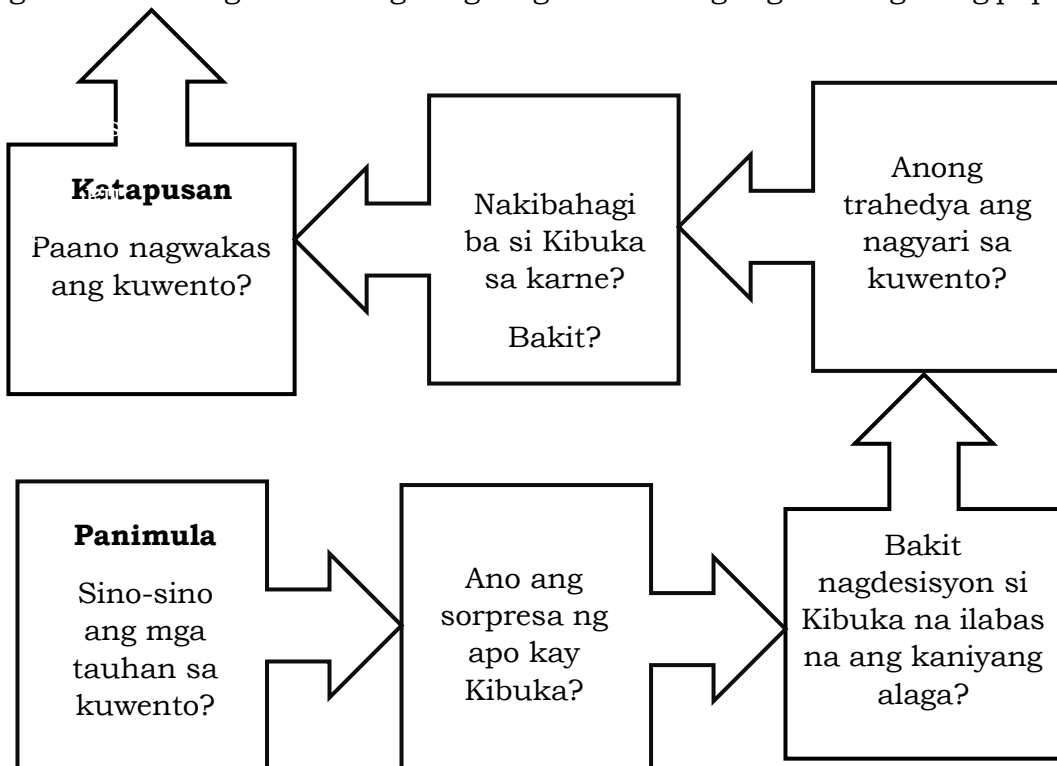 Katapusan
Paano nagwakas
ang kuwento?
Nakibahagi
ba si Kibuka
sa karne?
Bakit?
Anong
trahedya ang
nagyari sa
kuwento?
Panimula
Sino-sino
ang mga
tauhan sa
kuwento?
Ano ang
sorpresa ng
apo kay
Kibuka?
Bakit
nagdesisyon si
Kibuka na ilabas
na ang kaniyang
alaga?